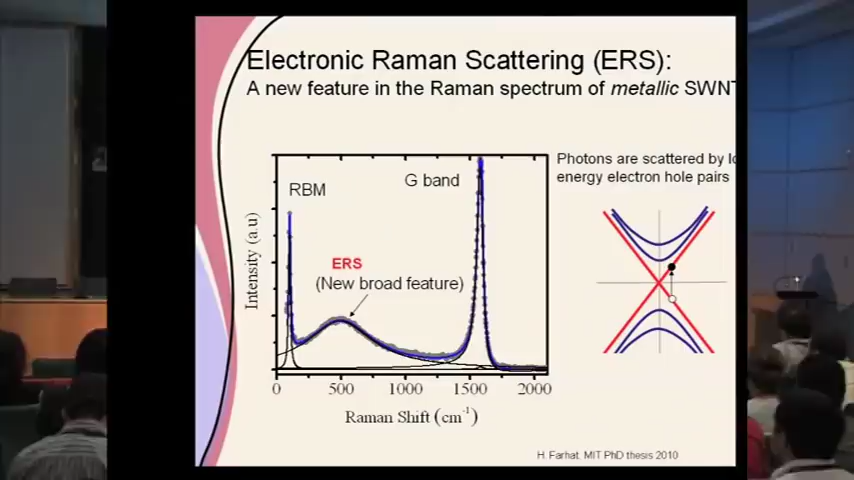 Electronic Raman Scattering (ERS):
A new feature in the Raman spectrum of metallic SWNT
Photons are scattered by lo
energy electron hole pairs
RBM
G band
ERS
(New broad feature)
Intensity (a.u)
0 500 1000 1500 2000
Raman Shift (cm-1)
H. Farhat. MIT PhD thesis 2010